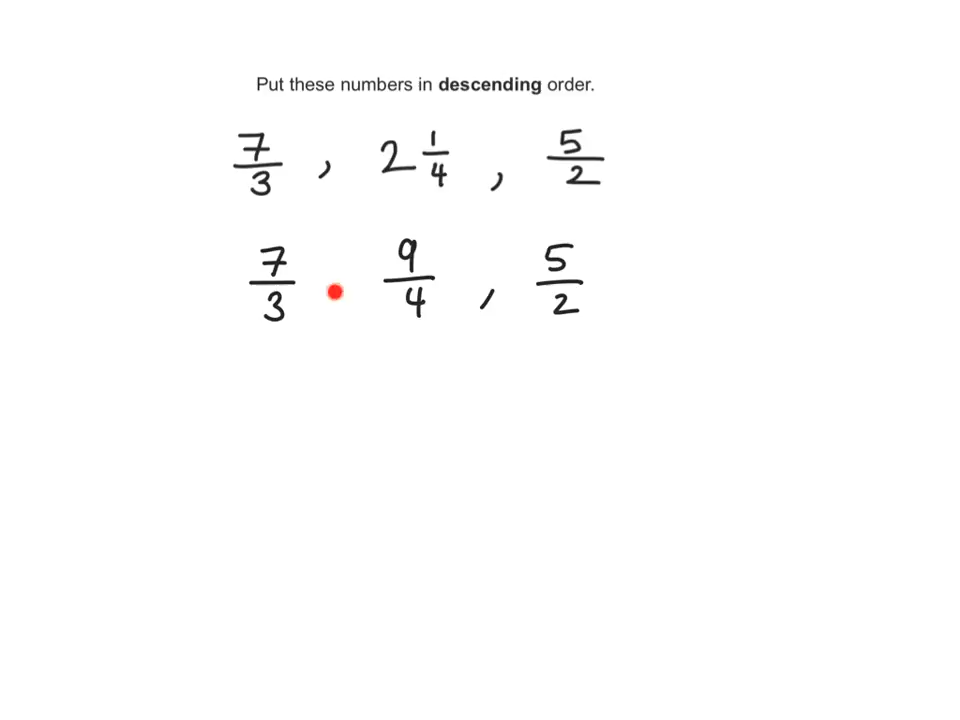 Put these numbers in descending order.
7/3 , 2 1/4 , 5/2
7/3 9/4 , 5/2